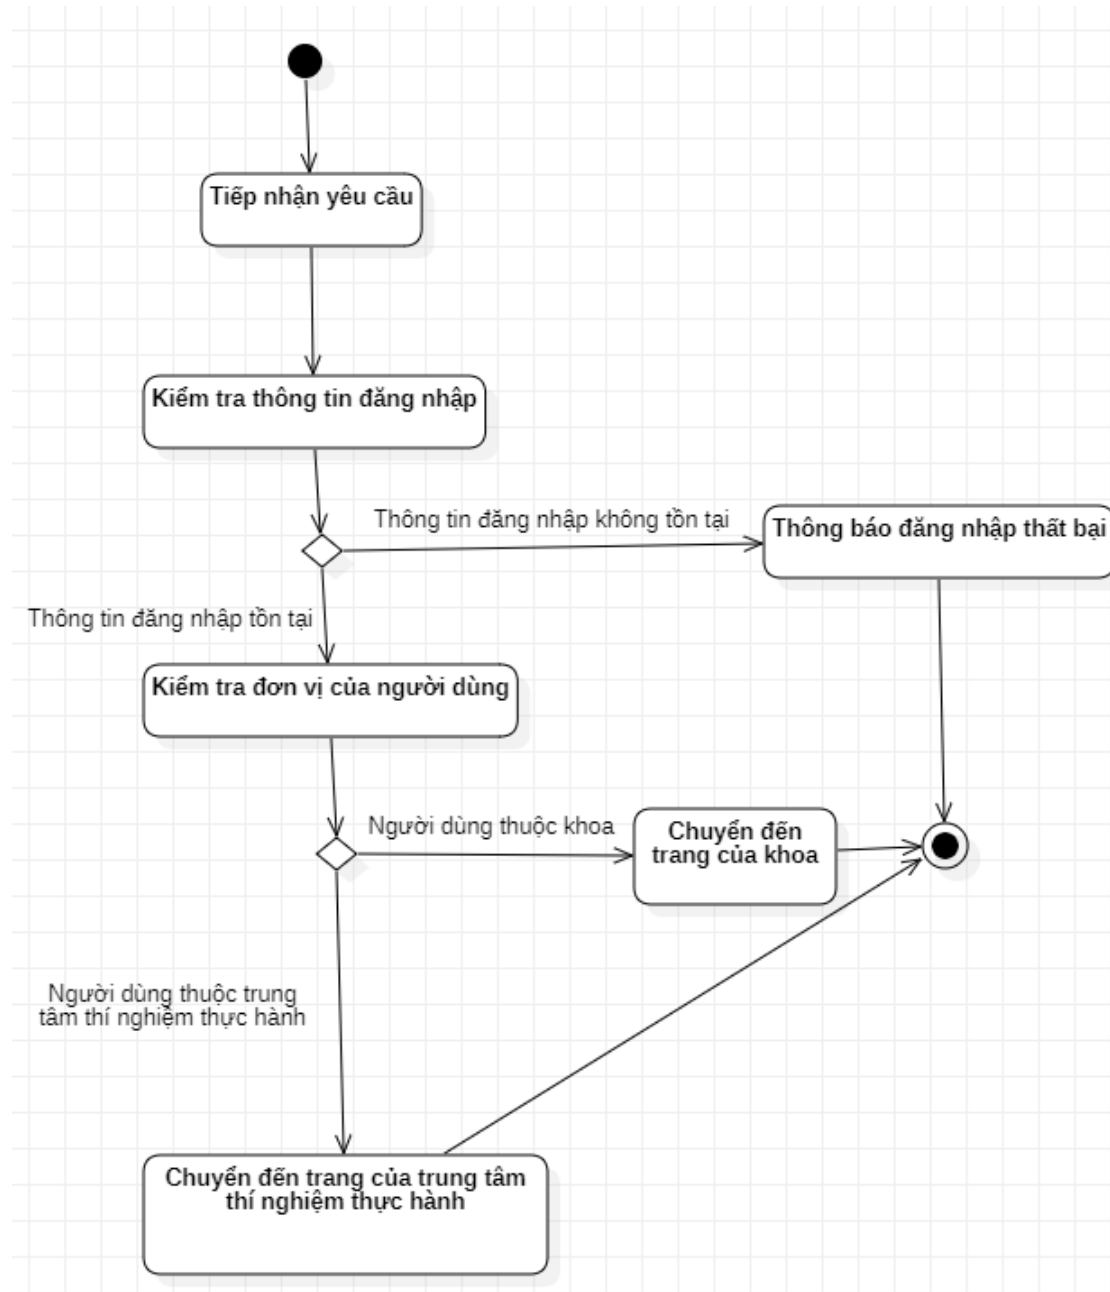 Tiếp nhận yêu cầu
Kiểm tra thông tin đăng nhập
Thông tin đăng nhập không tồn tại
Thông báo đăng nhập thất bại
Thông tin đăng nhập tồn tại
Kiểm tra đơn vị của người dùng
Người dùng thuộc khoa
Chuyển đến
trang của khoa
Người dùng thuộc trung
tâm thí nghiệm thực hành
Chuyển đến trang của trung tâm
thí nghiệm thực hành